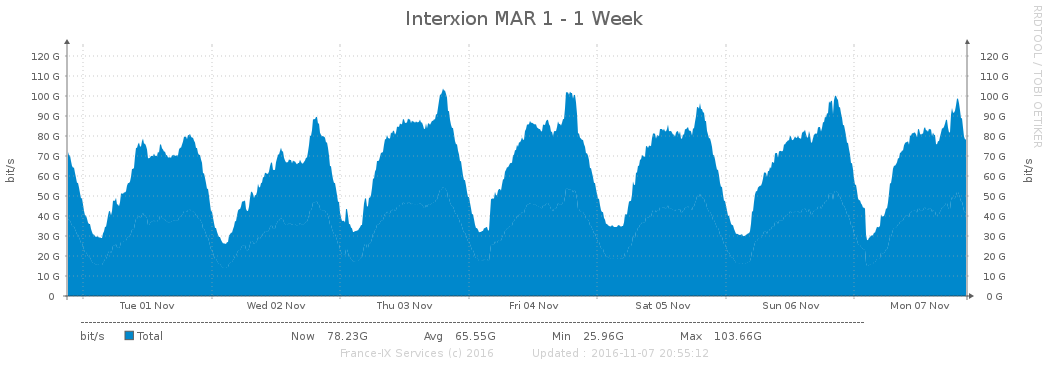 Interxion MAR 1 - 1 Week
RRDTOOL / TOBI OETIKER
bit/s
120 G 120 G
110 G 110 G
100 G 100 G
90 G 90 G
80 G 80 G
70 G 70 G
60 G 60 G
50 G 50 G
40 G 40 G
30 G 30 G
20 G 20 G
10 G 10 G
0 0 G
bit/s
Tue 01 Nov Wed 02 Nov Thu 03 Nov Fri 04 Nov Sat 05 Nov Sun 06 Nov Mon 07 Nov
bit/s Total Now 78.23G Avg 65.55G Min 25.96G Max 103.66G
France-IX Services (c) 2016 Updated : 2016-11-07 20:55:12